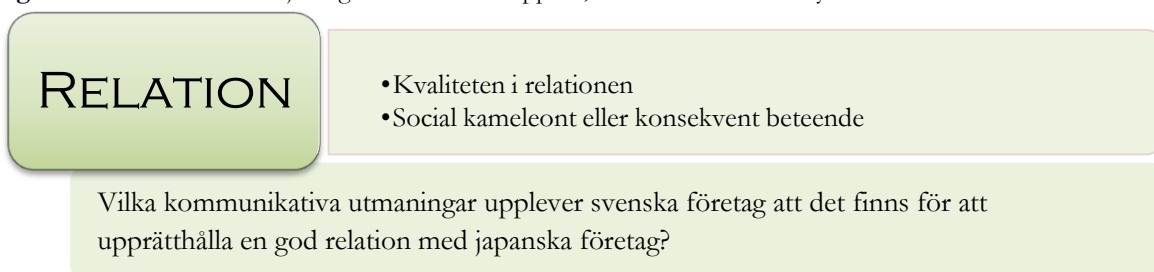 RELATION
•Kvaliteten i relationen
•Social kameleont eller konsekvent beteende
Vilka kommunikativa utmaningar upplever svenska företag att det finns för att
upprätthålla en god relation med japanska företag?